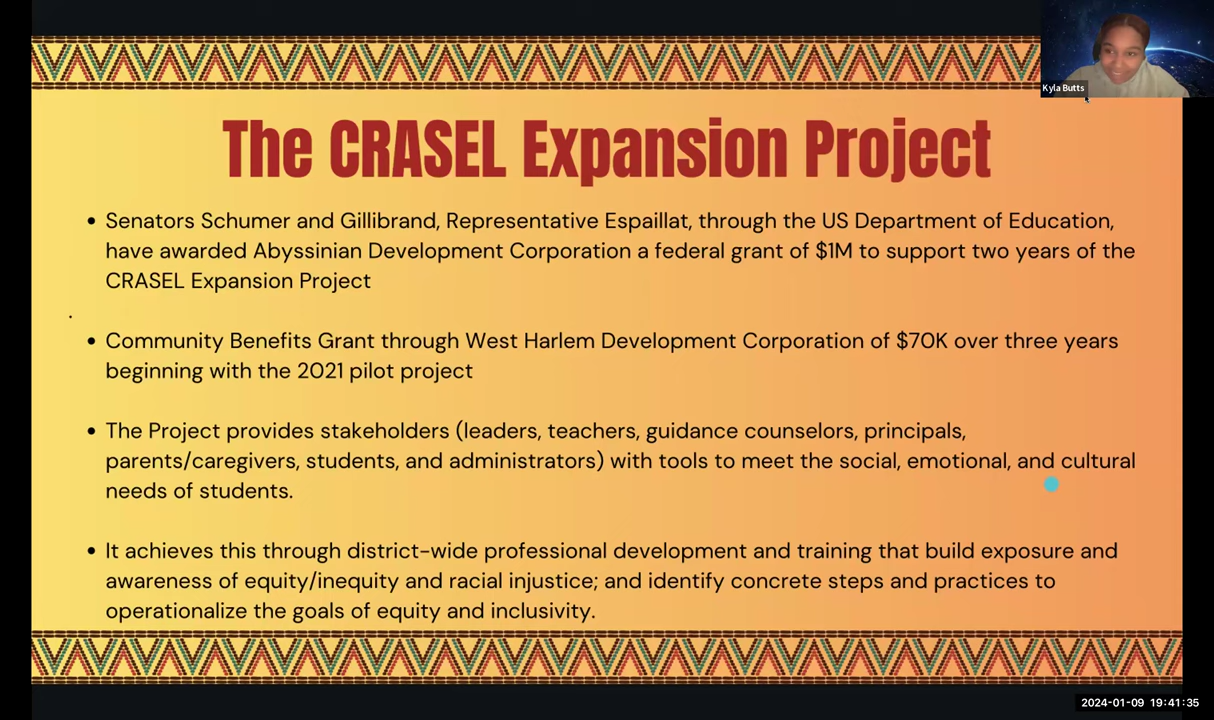 Kyla Butts
The CRASEL Expansion Project
• Senators Schumer and Gillibrand, Representative Espaillat, through the US Department of Education,
have awarded Abyssinian Development Corporation a federal grant of $1M to support two years of the
CRASEL Expansion Project
• Community Benefits Grant through West Harlem Development Corporation of $70K over three years
beginning with the 2021 pilot project
• The Project provides stakeholders (leaders, teachers, guidance counselors, principals,
parents/caregivers, students, and administrators) with tools to meet the social, emotional, and cultural
needs of students.
• It achieves this through district-wide professional development and training that build exposure and
awareness of equity/inequity and racial injustice; and identify concrete steps and practices to
operationalize the goals of equity and inclusivity.
2024-01-09 19:41:35